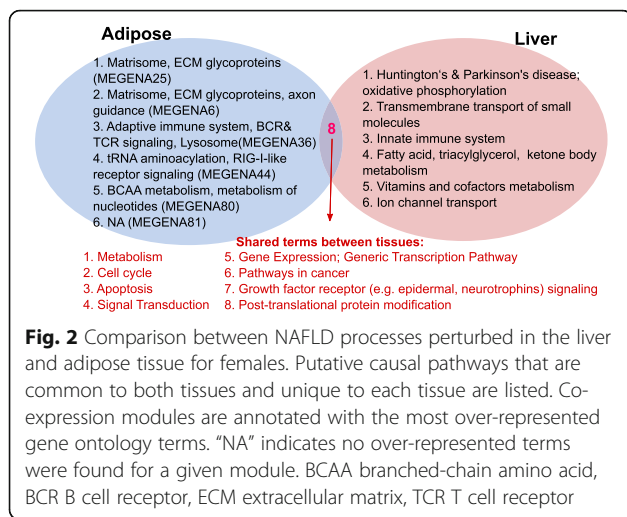 Adipose
Liver
1. Matrisome, ECM glycoproteins
(MEGENA25)
2. Matrisome, ECM glycoproteins, axon
guidance (MEGENA6)
3. Adaptive immune system, BCR&
TCR signaling, Lysosome(MEGENA36)
4. tRNA aminoacylation, RIG-I-like
receptor signaling (MEGENA44)
5. BCAA metabolism, metabolism of
nucleotides (MEGENA80)
6. NA (MEGENA81)
8
1. Huntington's & Parkinson's disease;
oxidative phosphorylation
2. Transmembrane transport of small
molecules
3. Innate immune system
4. Fatty acid, triacylglycerol, ketone body
metabolism
5. Vitamins and cofactors metabolism
6. Ion channel transport
Shared terms between tissues:
1. Metabolism
2. Cell cycle
3. Apoptosis
4. Signal Transduction
5. Gene Expression; Generic Transcription Pathway
6. Pathways in cancer
7. Growth factor receptor (e.g. epidermal, neurotrophins) signaling
8. Post-translational protein modification
Fig. 2 Comparison between NAFLD processes perturbed in the liver
and adipose tissue for females. Putative causal pathways that are
common to both tissues and unique to each tissue are listed. Co-
expression modules are annotated with the most over-represented
gene ontology terms. “NA” indicates no over-represented terms
were found for a given module. BCAA branched-chain amino acid,
BCR B cell receptor, ECM extracellular matrix, TCR T cell receptor